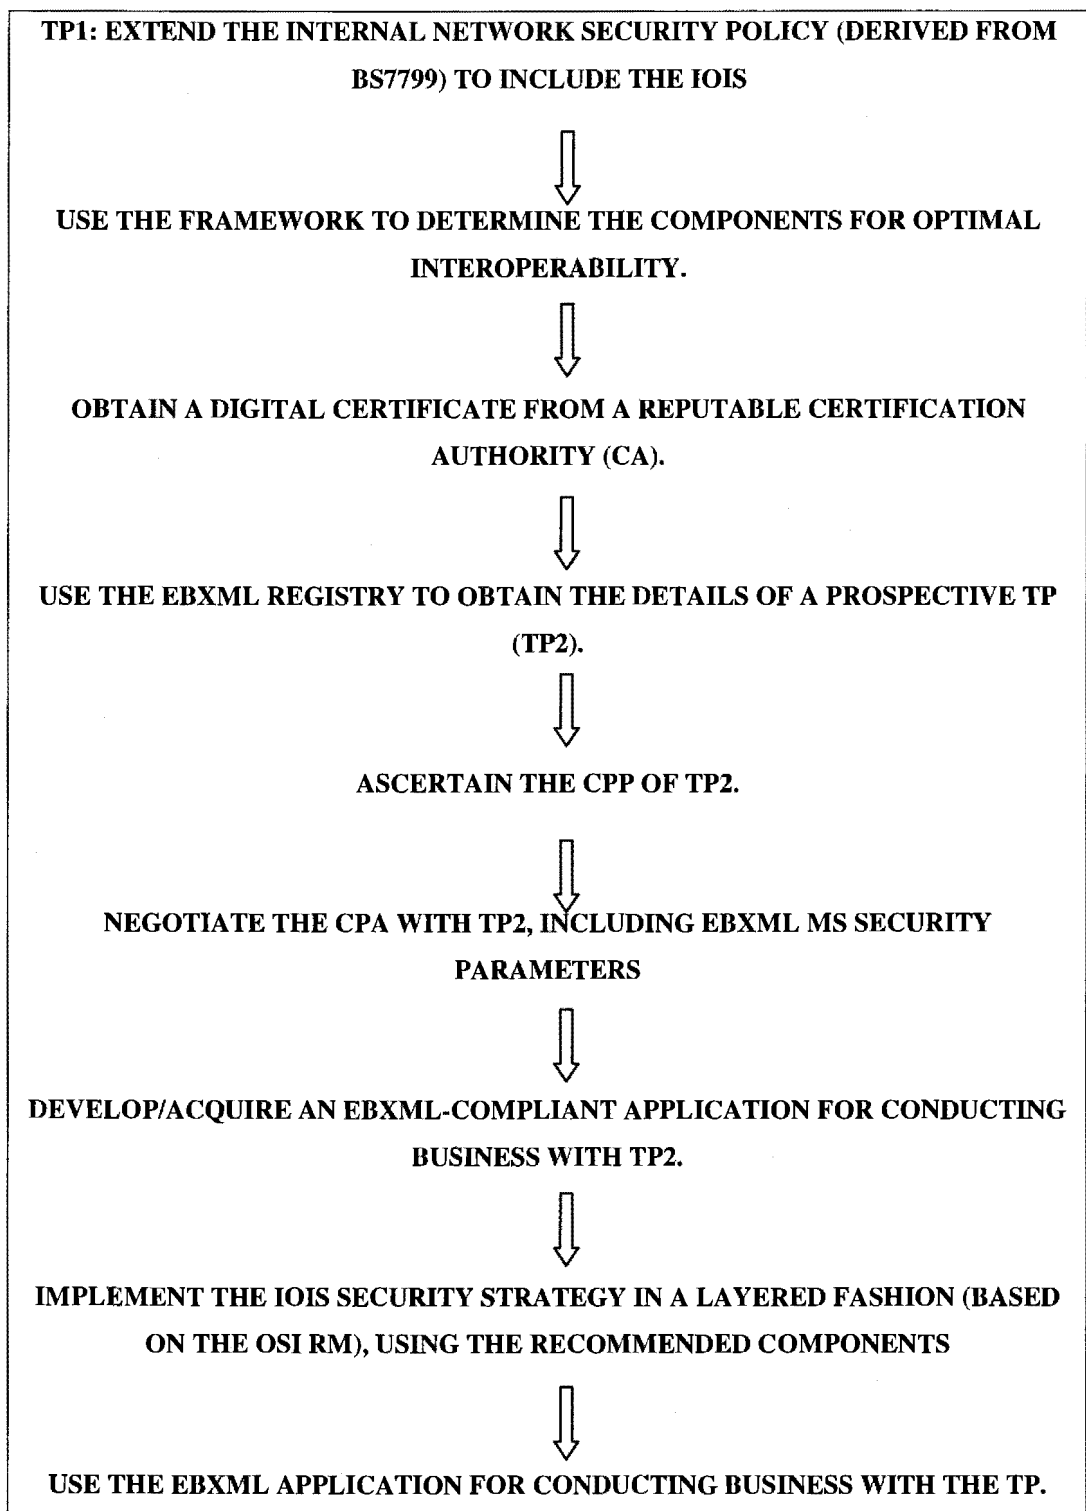 TP1: EXTEND THE INTERNAL NETWORK SECURITY POLICY (DERIVED FROM
BS7799) TO INCLUDE THE IOIS
USE THE FRAMEWORK TO DETERMINE THE COMPONENTS FOR OPTIMAL
INTEROPERABILITY.
OBTAIN A DIGITAL CERTIFICATE FROM A REPUTABLE CERTIFICATION
AUTHORITY (CA).
USE THE EBXML REGISTRY TO OBTAIN THE DETAILS OF A PROSPECTIVE TP
(TP2).
ASCERTAIN THE CPP OF TP2.
NEGOTIATE THE CPA WITH TP2, INCLUDING EBXML MS SECURITY
PARAMETERS
DEVELOP/ACQUIRE AN EBXML-COMPLIANT APPLICATION FOR CONDUCTING
BUSINESS WITH TP2.
IMPLEMENT THE IOIS SECURITY STRATEGY IN A LAYERED FASHION (BASED
ON THE OSI RM), USING THE RECOMMENDED COMPONENTS
USE THE EBXML APPLICATION FOR CONDUCTING BUSINESS WITH THE TP.